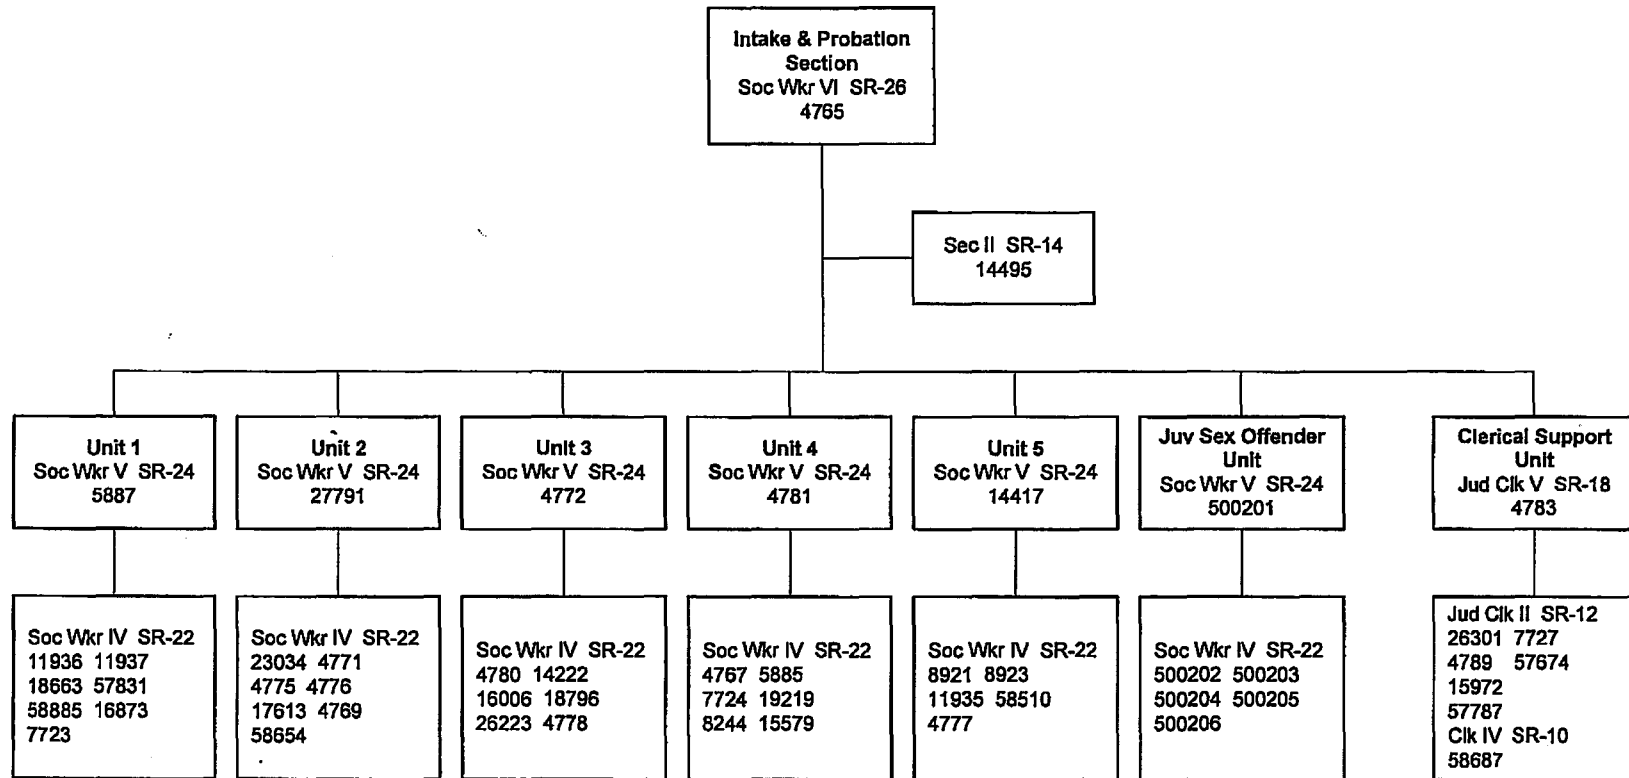 Intake & Probation
Section
Soc Wkr VI SR-26
4765
Sec II SR-14
14495
Unit 1
Soc Wkr V SR-24
5887
Unit 2
Soc Wkr V SR-24
27791
Unit 3
Soc Wkr V SR-24
4772
Unit 4
Soc Wkr V SR-24
4781
Unit 5
Soc Wkr V SR-24
14417
Juv Sex Offender
Unit
Soc Wkr V SR-24
500201
Clerical Support
Unit
Jud Clk V SR-18
4783
Soc Wkr IV SR-22
11936 11937
18663 57831
58885 16873
7723
Soc Wkr IV SR-22
23034 4771
4775 4776
17613 4769
58654
Soc Wkr IV SR-22
4780 14222
16006 18796
26223 4778
Soc Wkr IV SR-22
4767 5885
7724 19219
8244 15579
Soc Wkr IV SR-22
8921 8923
11935 58510
4777
Soc Wkr IV SR-22
500202 500203
500204 500205
500206
Jud Clk II SR-12
26301 7727
4789 57674
15972
57787
Clk IV SR-10
58687